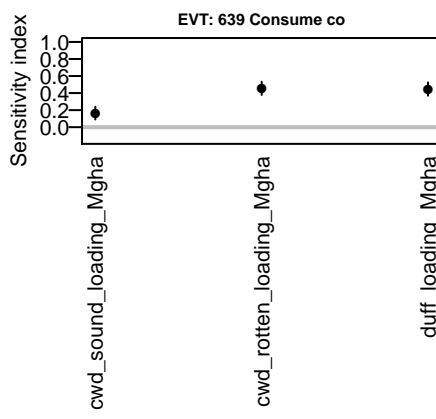 EVT: 639 Consume co
Sensitivity index
1.0
0.8
0.6
0.4
0.2
0.0
cwd_sound_loading_Mgha
cwd_rotten_loading_Mgha
duff_loading_Mgha